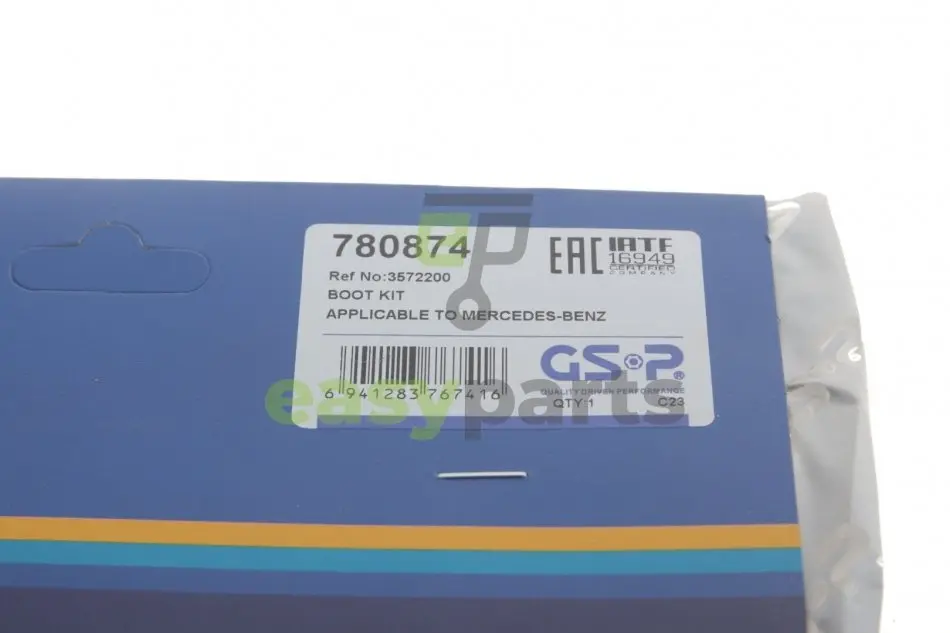 780874
EAC IATF
16949
CERTIFIED
COMPANY
Ref No:3572200
BOOT KIT
APPLICABLE TO MERCEDES-BENZ
GSP®
QUALITY DRIVEN PERFORMANCE
6 941283 767416
QTY:1 C23
easyparts